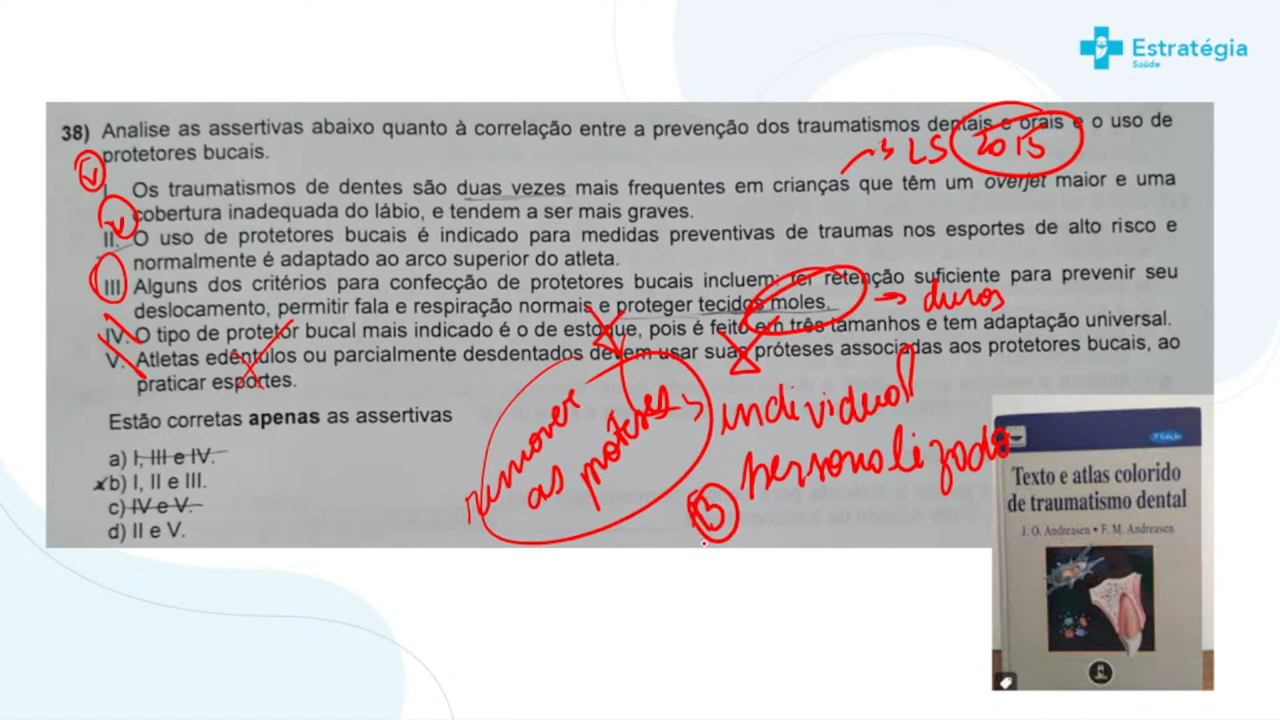 Estratégia
Saúde
38) Analise as assertivas abaixo quanto à correlação entre a prevenção dos traumatismos dentais e orais e o uso de
protetores bucais.
LS 2015
I. Os traumatismos de dentes são duas vezes mais frequentes em crianças que têm um overjet maior e uma
cobertura inadequada do lábio, e tendem a ser mais graves.
II. O uso de protetores bucais é indicado para medidas preventivas de traumas nos esportes de alto risco e
normalmente é adaptado ao arco superior do atleta.
III. Alguns dos critérios para confecção de protetores bucais incluem: ter retenção suficiente para prevenir seu
deslocamento, permitir fala e respiração normais e proteger tecidos moles.
→ duros
IV. O tipo de protetor bucal mais indicado é o de estoque, pois é feito em três tamanhos e tem adaptação universal.
V. Atletas edêntulos ou parcialmente desdentados devem usar suas próteses associadas aos protetores bucais, ao
praticar esportes.
remover
as próteses
individual
personalizado
B
Estão corretas apenas as assertivas
a) I, III e IV.
x b) I, II e III.
c) IV e V.
d) II e V.
3ª Edição
Texto e atlas colorido
de traumatismo dental
J. O. Andreasen • F. M. Andreasen